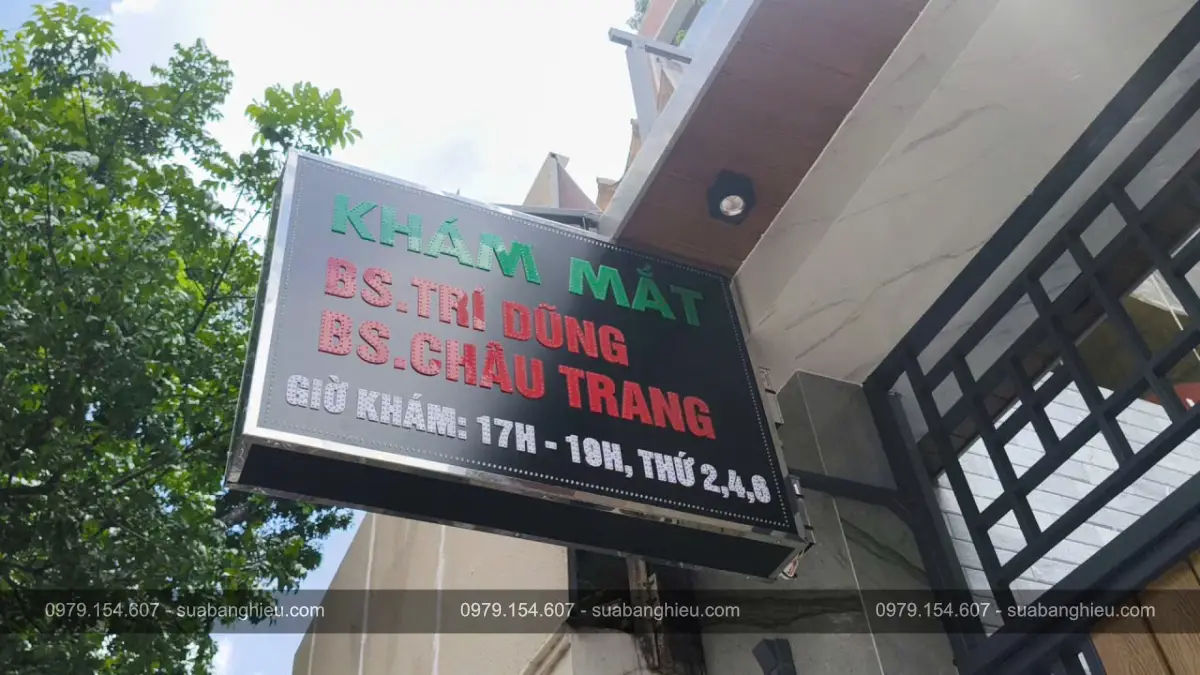 KHÁM MẮT
BS.TRÍ DŨNG
BS.CHÂU TRANG
GIỜ KHÁM: 17H - 19H, THỨ 2,4,6
0979.154.607 - suabanghieu.com 0979.154.607 - suabanghieu.com 0979.154.607 - suabanghieu.com